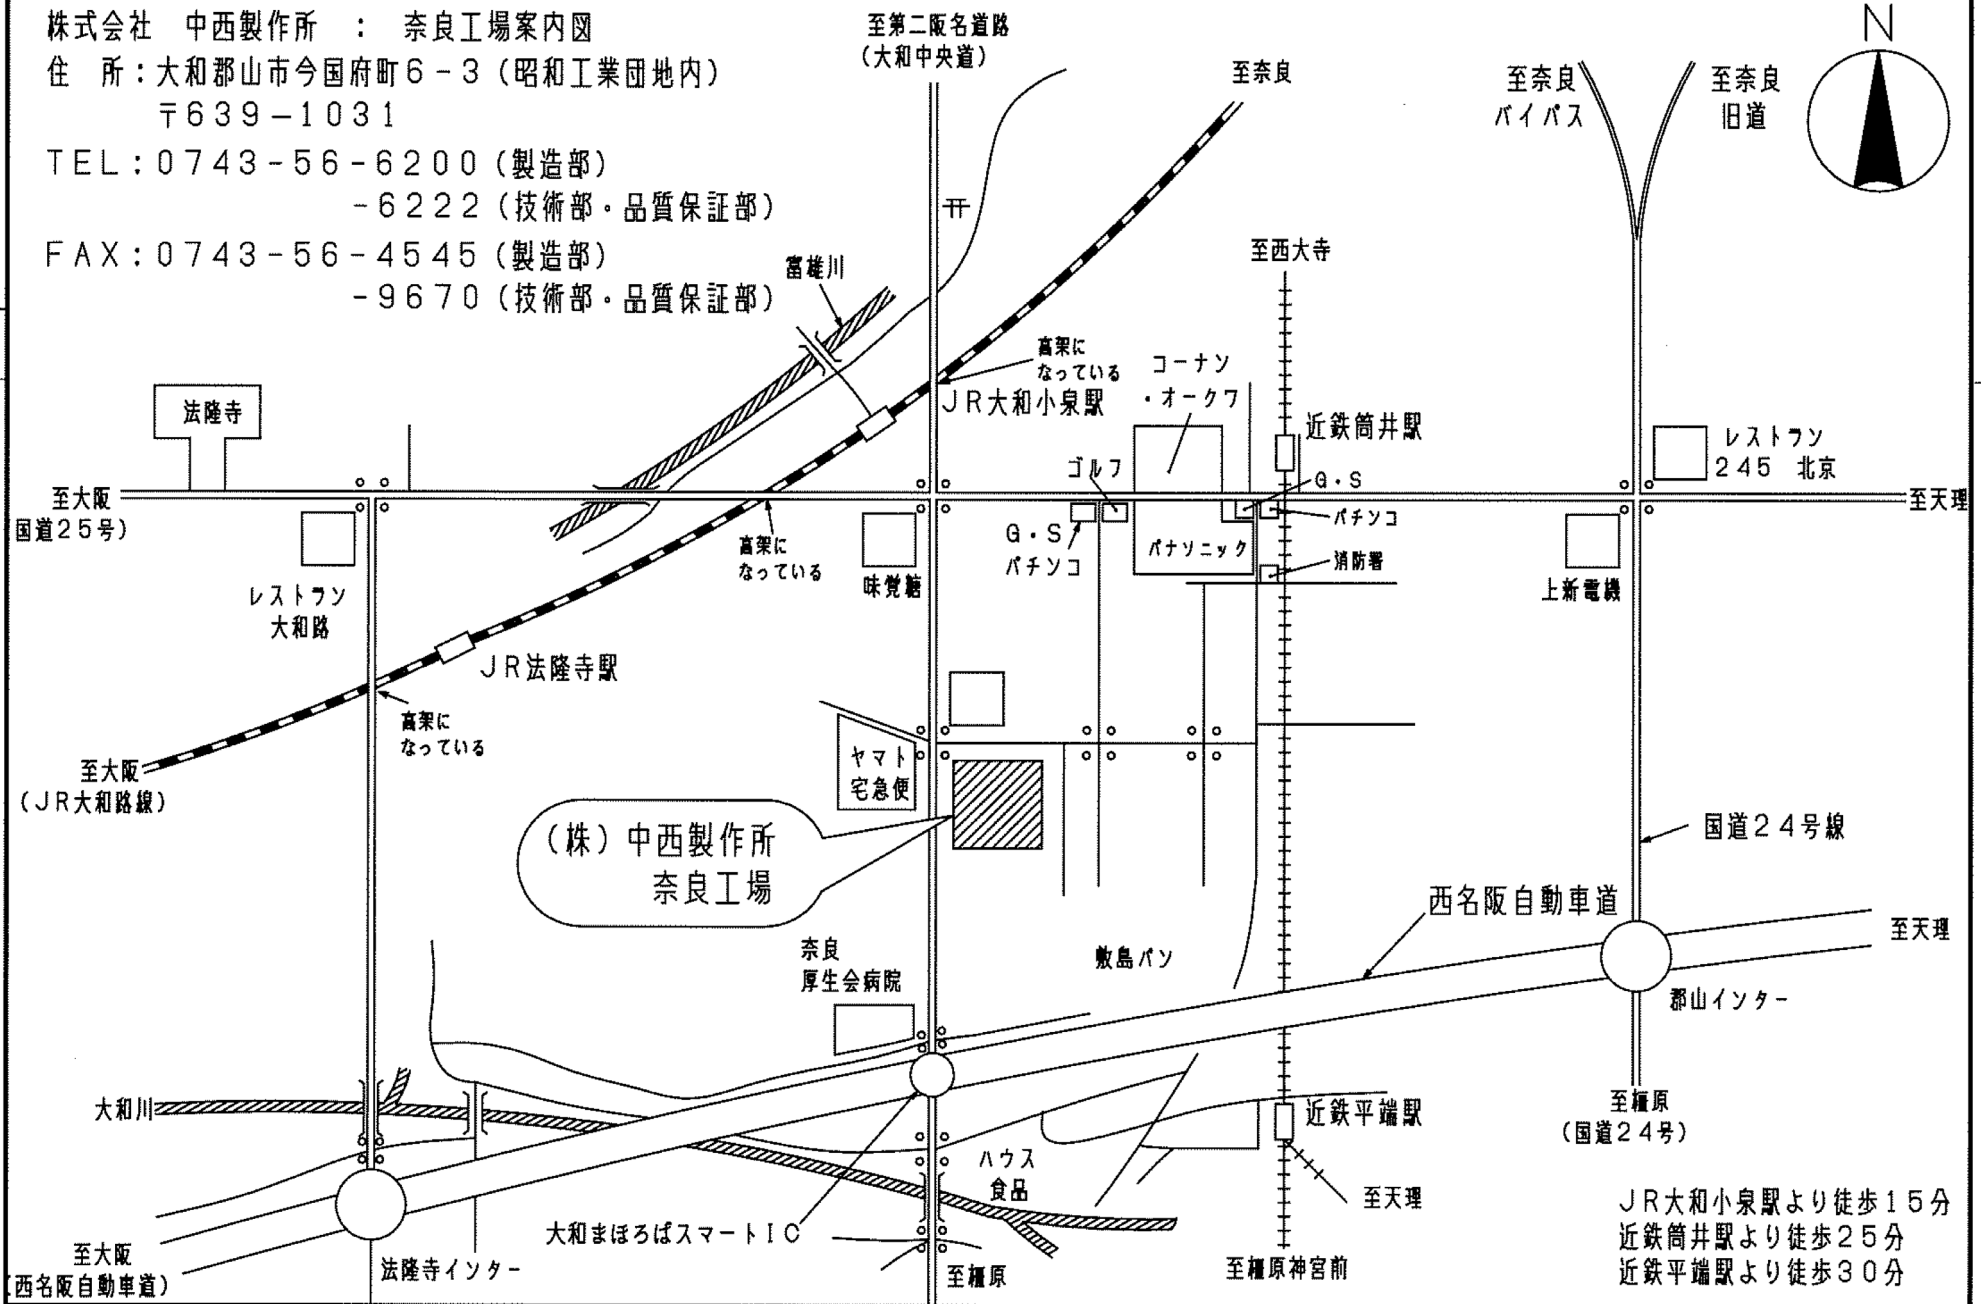 株式会社 中西製作所 : 奈良工場案内図
住 所:大和郡山市今国府町6-3(昭和工業団地内)
〒639-1031
TEL:0743-56-6200(製造部)
-6222(技術部・品質保証部)
FAX:0743-56-4545(製造部)
-9670(技術部・品質保証部)
至第二阪名道路
(大和中央道)
至奈良
至奈良
バイパス
至奈良
旧道
N
富雄川
至西大寺
高架に
なっている
JR大和小泉駅
コーナン
・オークワ
近鉄筒井駅
レストラン
245 北京
法隆寺
至大阪
(国道25号)
ゴルフ
G・S
至天理
G・S
パチンコ
パナソニック
パチンコ
消防署
レストラン
大和路
高架に
なっている
味覚糖
上新電機
JR法隆寺駅
高架に
なっている
至大阪
(JR大和路線)
ヤマト
宅急便
(株)中西製作所
奈良工場
国道24号線
西名阪自動車道
至天理
奈良
厚生会病院
敷島パン
郡山インター
大和川
近鉄平端駅
至橿原
(国道24号)
ハウス
食品
至天理
大和まほろばスマートIC
至大阪
(西名阪自動車道)
法隆寺インター
至橿原
至橿原神宮前
JR大和小泉駅より徒歩15分
近鉄筒井駅より徒歩25分
近鉄平端駅より徒歩30分